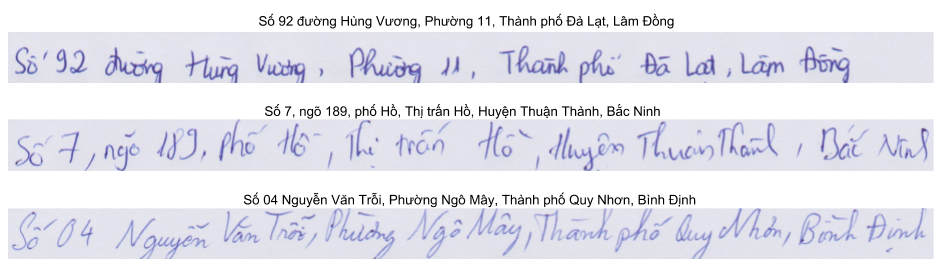 Số 92 đường Hùng Vương, Phường 11, Thành phố Đà Lạt, Lâm Đồng
Số 92 đường Hùng Vương, Phường 11, Thành phố Đà Lạt, Lâm Đồng
Số 7, ngõ 189, phố Hồ, Thị trấn Hồ, Huyện Thuận Thành, Bắc Ninh
Số 7, ngõ 189, phố Hồ, Thị trấn Hồ, Huyện Thuận Thành, Bắc Ninh
Số 04 Nguyễn Văn Trỗi, Phường Ngô Mây, Thành phố Quy Nhơn, Bình Định
Số 04 Nguyễn Văn Trỗi, Phường Ngô Mây, Thành phố Quy Nhơn, Bình Định